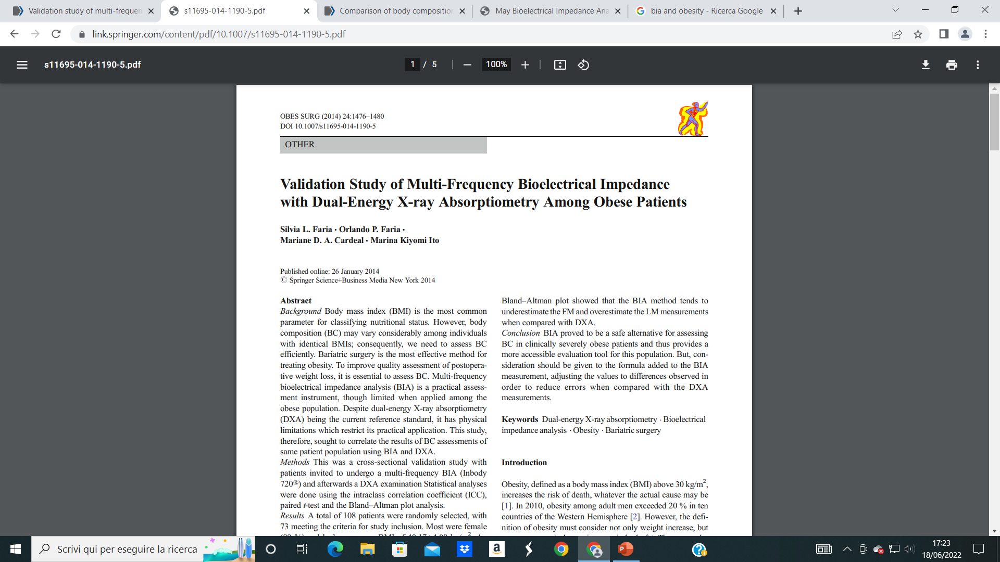 Validation study of multi-frequen
s11695-014-1190-5.pdf
Comparison of body composition
May Bioelectrical Impedance Ana
bia and obesity - Ricerca Google
link.springer.com/content/pdf/10.1007/s11695-014-1190-5.pdf
s11695-014-1190-5.pdf
1 / 5
100%
OBES SURG (2014) 24:1476–1480
DOI 10.1007/s11695-014-1190-5
OTHER
Validation Study of Multi-Frequency Bioelectrical Impedance
with Dual-Energy X-ray Absorptiometry Among Obese Patients
Silvia L. Faria · Orlando P. Faria ·
Mariane D. A. Cardeal · Marina Kiyomi Ito
Published online: 26 January 2014
© Springer Science+Business Media New York 2014
Abstract
Background Body mass index (BMI) is the most common
parameter for classifying nutritional status. However, body
composition (BC) may vary considerably among individuals
with identical BMIs; consequently, we need to assess BC
efficiently. Bariatric surgery is the most effective method for
treating obesity. To improve quality assessment of postopera-
tive weight loss, it is essential to assess BC. Multi-frequency
bioelectrical impedance analysis (BIA) is a practical assess-
ment instrument, though limited when applied among the
obese population. Despite dual-energy X-ray absorptiometry
(DXA) being the current reference standard, it has physical
limitations which restrict its practical application. This study,
therefore, sought to correlate the results of BC assessments of
same patient population using BIA and DXA.
Methods This was a cross-sectional validation study with
patients invited to undergo a multi-frequency BIA (Inbody
720®) and afterwards a DXA examination Statistical analyses
were done using the intraclass correlation coefficient (ICC),
paired t-test and the Bland–Altman plot analysis.
Results A total of 108 patients were randomly selected, with
73 meeting the criteria for study inclusion. Most were female
Bland–Altman plot showed that the BIA method tends to
underestimate the FM and overestimate the LM measurements
when compared with DXA.
Conclusion BIA proved to be a safe alternative for assessing
BC in clinically severely obese patients and thus provides a
more accessible evaluation tool for this population. But, con-
sideration should be given to the formula added to the BIA
measurement, adjusting the values to differences observed in
order to reduce errors when compared with the DXA
measurements.
Keywords Dual-energy X-ray absorptiometry · Bioelectrical
impedance analysis · Obesity · Bariatric surgery
Introduction
Obesity, defined as a body mass index (BMI) above 30 kg/m²,
increases the risk of death, whatever the actual cause may be
[1]. In 2010, obesity among adult men exceeded 20 % in ten
countries of the Western Hemisphere [2]. However, the defi-
nition of obesity must consider not only weight increase, but
Scrivi qui per eseguire la ricerca
17:23
18/06/2022